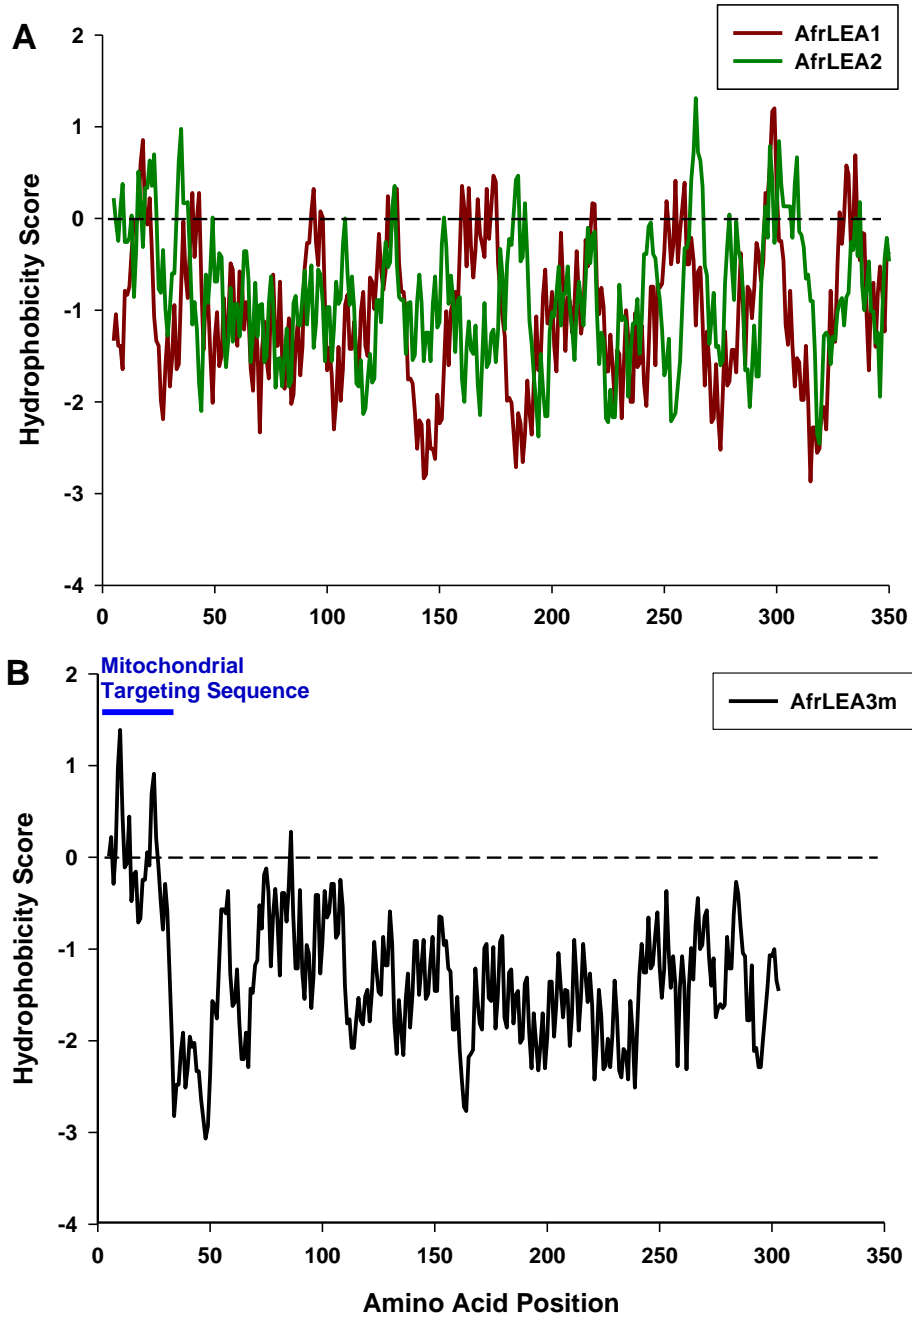 A
AfrLEA1
AfrLEA2
Hydrophobicity Score
2
1
0
-1
-2
-3
-4
0 50 100 150 200 250 300 350
B
Mitochondrial
Targeting Sequence
AfrLEA3m
Hydrophobicity Score
2
1
0
-1
-2
-3
-4
0 50 100 150 200 250 300 350
Amino Acid Position